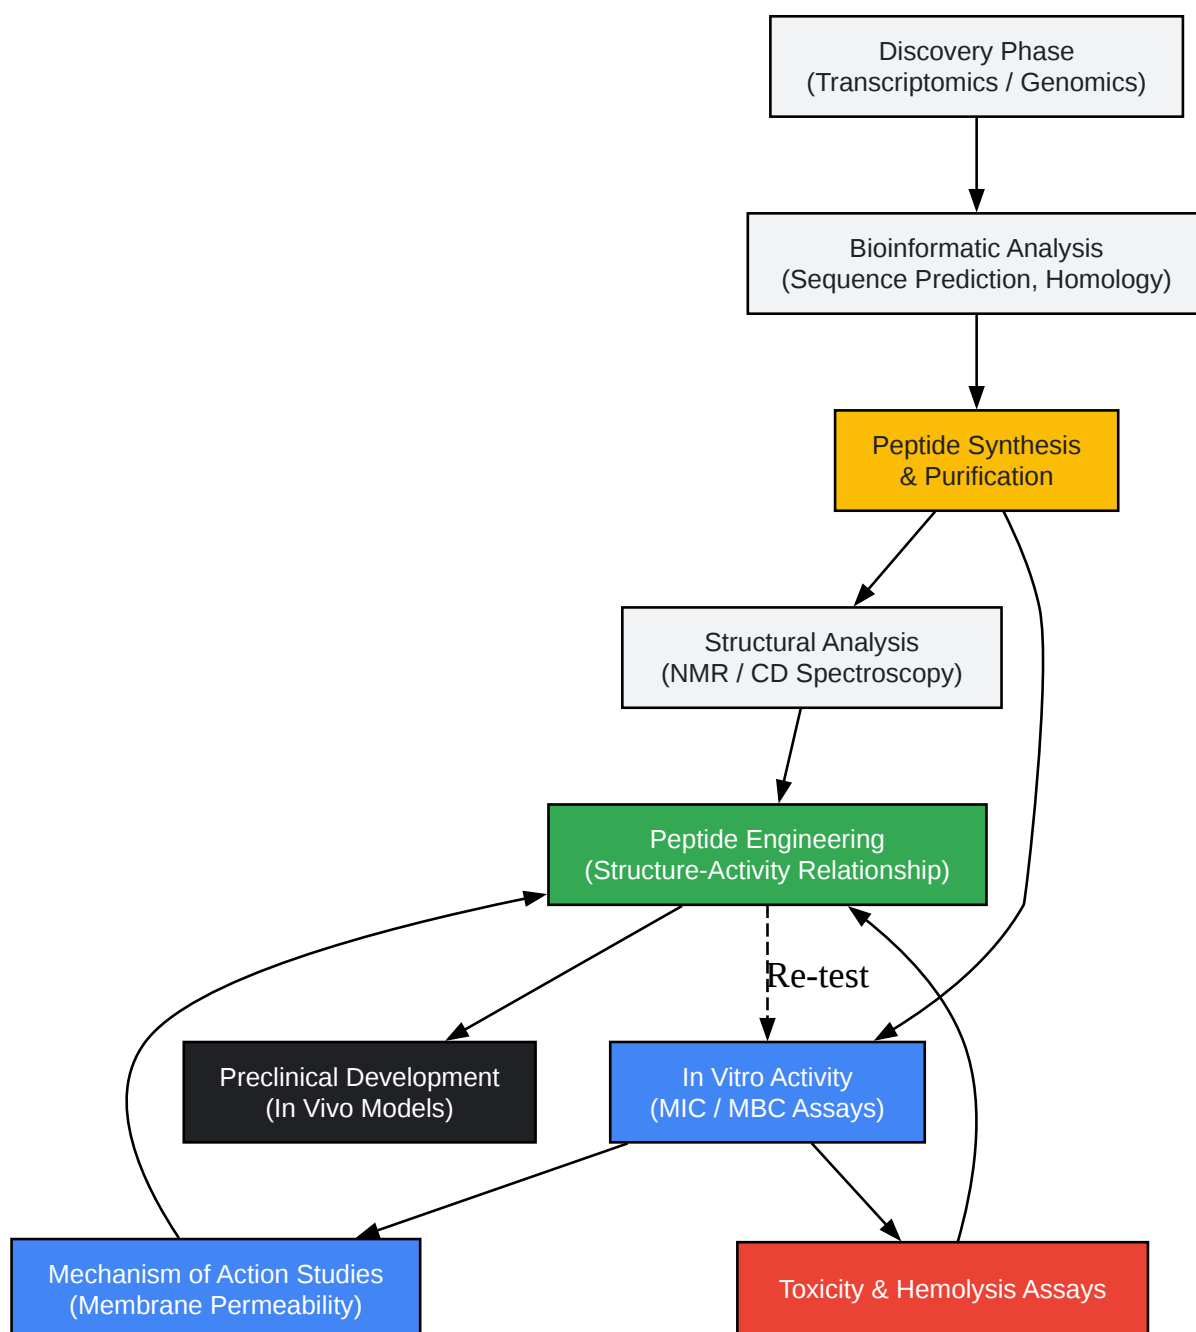 Discovery Phase
(Transcriptomics / Genomics)
Bioinformatic Analysis
(Sequence Prediction, Homology)
Peptide Synthesis
& Purification
Structural Analysis
(NMR / CD Spectroscopy)
Peptide Engineering
(Structure-Activity Relationship)
Re-test
Preclinical Development
(In Vivo Models)
In Vitro Activity
(MIC / MBC Assays)
Mechanism of Action Studies
(Membrane Permeability)
Toxicity & Hemolysis Assays